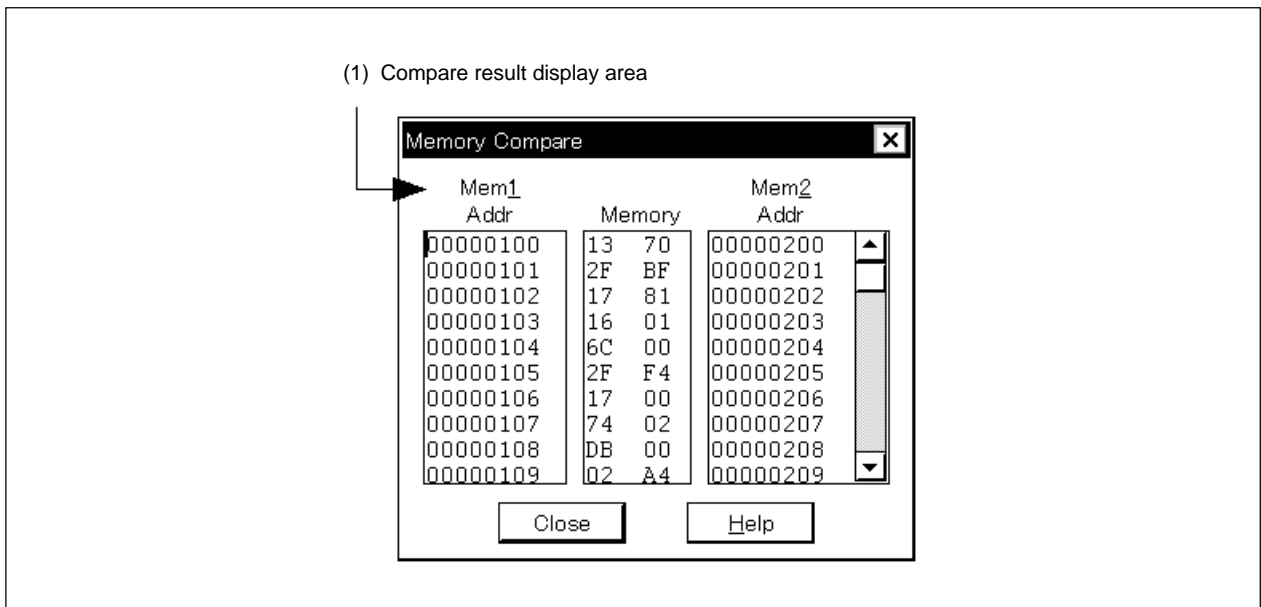 (1) Compare result display area
Memory Compare
Mem1 Mem2
Addr Memory Addr
00000100 13 70 00000200
00000101 2F BF 00000201
00000102 17 81 00000202
00000103 16 01 00000203
00000104 6C 00 00000204
00000105 2F F4 00000205
00000106 17 00 00000206
00000107 74 02 00000207
00000108 DB 00 00000208
00000109 02 A4 00000209
Close Help